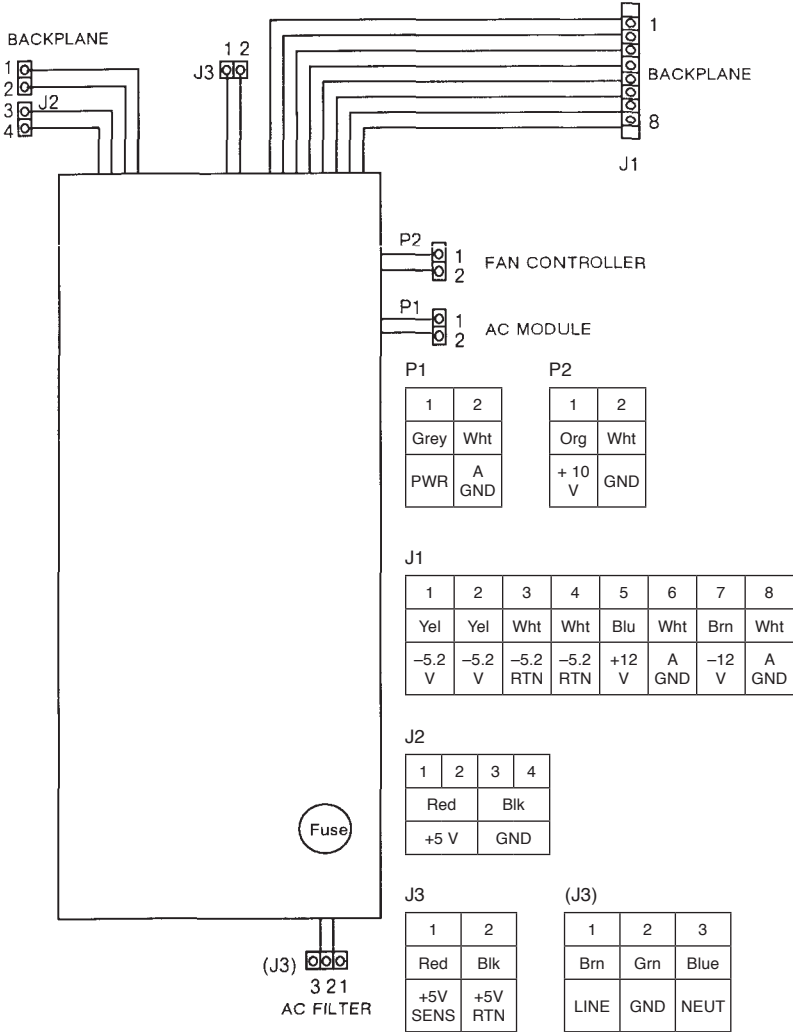 BACKPLANE
1
2
3
4
J2
1 2
J3
1
BACKPLANE
8
J1
P2
1
2
FAN CONTROLLER
P1
1
2
AC MODULE
P1
1 2
Grey Wht
PWR A GND
P2
1 2
Org Wht
+ 10 V GND
J1
1 2 3 4 5 6 7 8
Yel Yel Wht Wht Blu Wht Brn Wht
–5.2 V –5.2 V –5.2 RTN –5.2 RTN +12 V A GND –12 V A GND
J2
1 2 3 4
Red Blk
+5 V GND
Fuse
J3
1 2
Red Blk
+5V SENS +5V RTN
(J3)
1 2 3
Brn Grn Blue
LINE GND NEUT
(J3)
3 2 1
AC FILTER